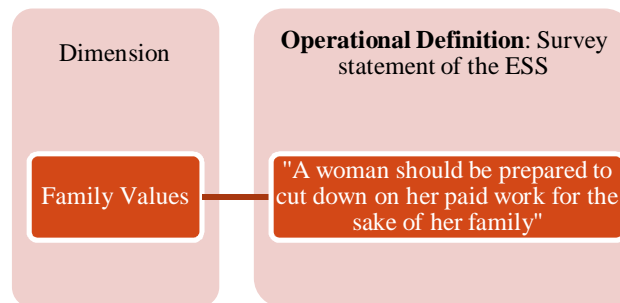 Dimension
Operational Definition: Survey
statement of the ESS
Family Values
"A woman should be prepared to
cut down on her paid work for the
sake of her family"